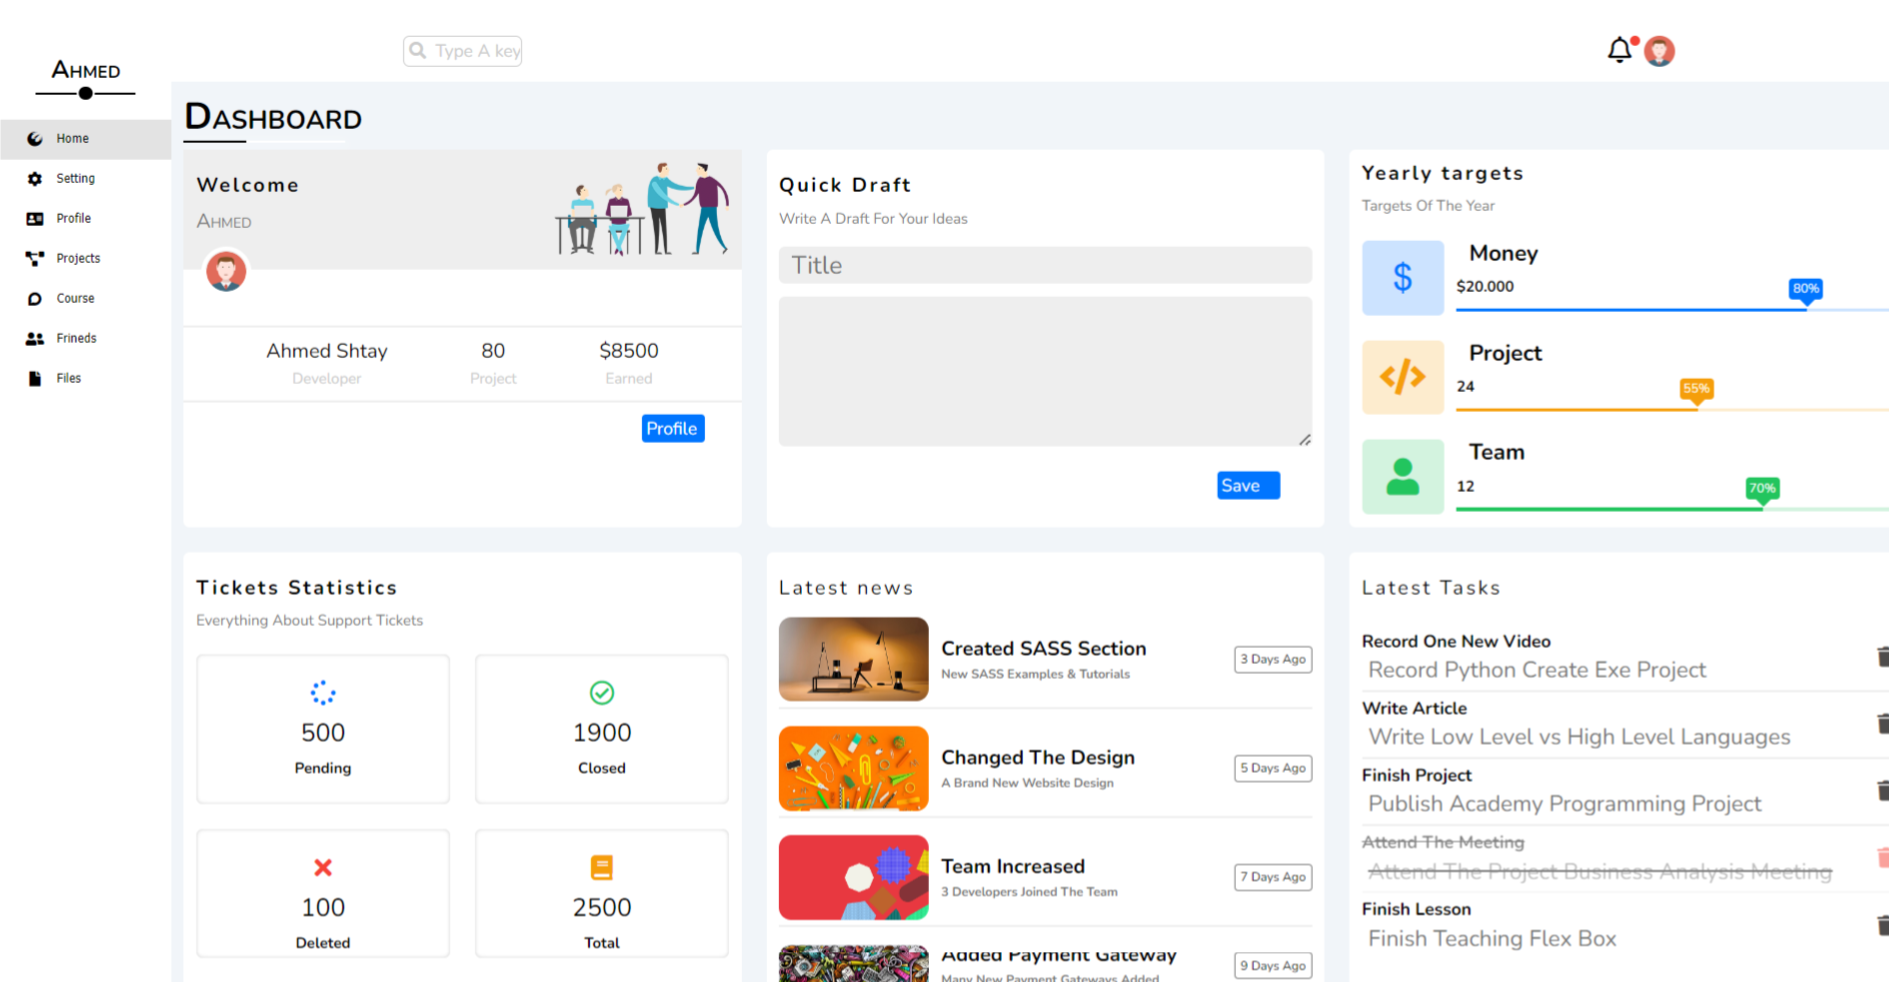 Type A key
AHMED
DASHBOARD
Home
Setting
Profile
Projects
Course
Frineds
Files
Welcome
AHMED
Ahmed Shtay
Developer
80
Project
$8500
Earned
Profile
Quick Draft
Write A Draft For Your Ideas
Title
Save
Yearly targets
Targets Of The Year
Money
$20.000
80%
Project
24
55%
Team
12
70%
Tickets Statistics
Everything About Support Tickets
500
Pending
1900
Closed
100
Deleted
2500
Total
Latest news
Created SASS Section
New SASS Examples & Tutorials
3 Days Ago
Changed The Design
A Brand New Website Design
5 Days Ago
Team Increased
3 Developers Joined The Team
7 Days Ago
Added Payment Gateway
Many New Payment Gateways Added
9 Days Ago
Latest Tasks
Record One New Video
Record Python Create Exe Project
Write Article
Write Low Level vs High Level Languages
Finish Project
Publish Academy Programming Project
Attend The Meeting
Attend The Project Business Analysis Meeting
Finish Lesson
Finish Teaching Flex Box